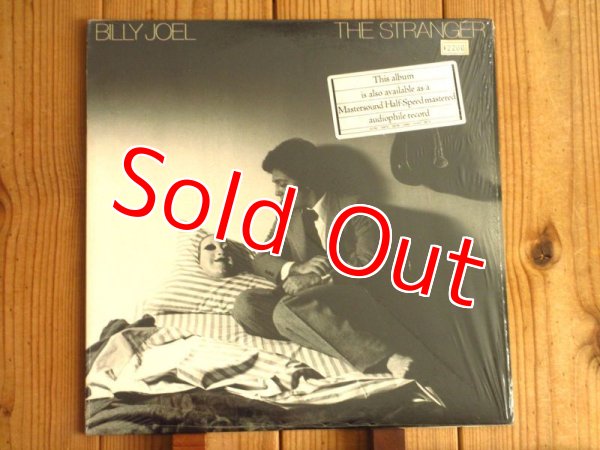 BILLY JOEL
THE STRANGER
This album
is also available as a
Mastersound Half-Speed mastered
audiophile record
Sold Out